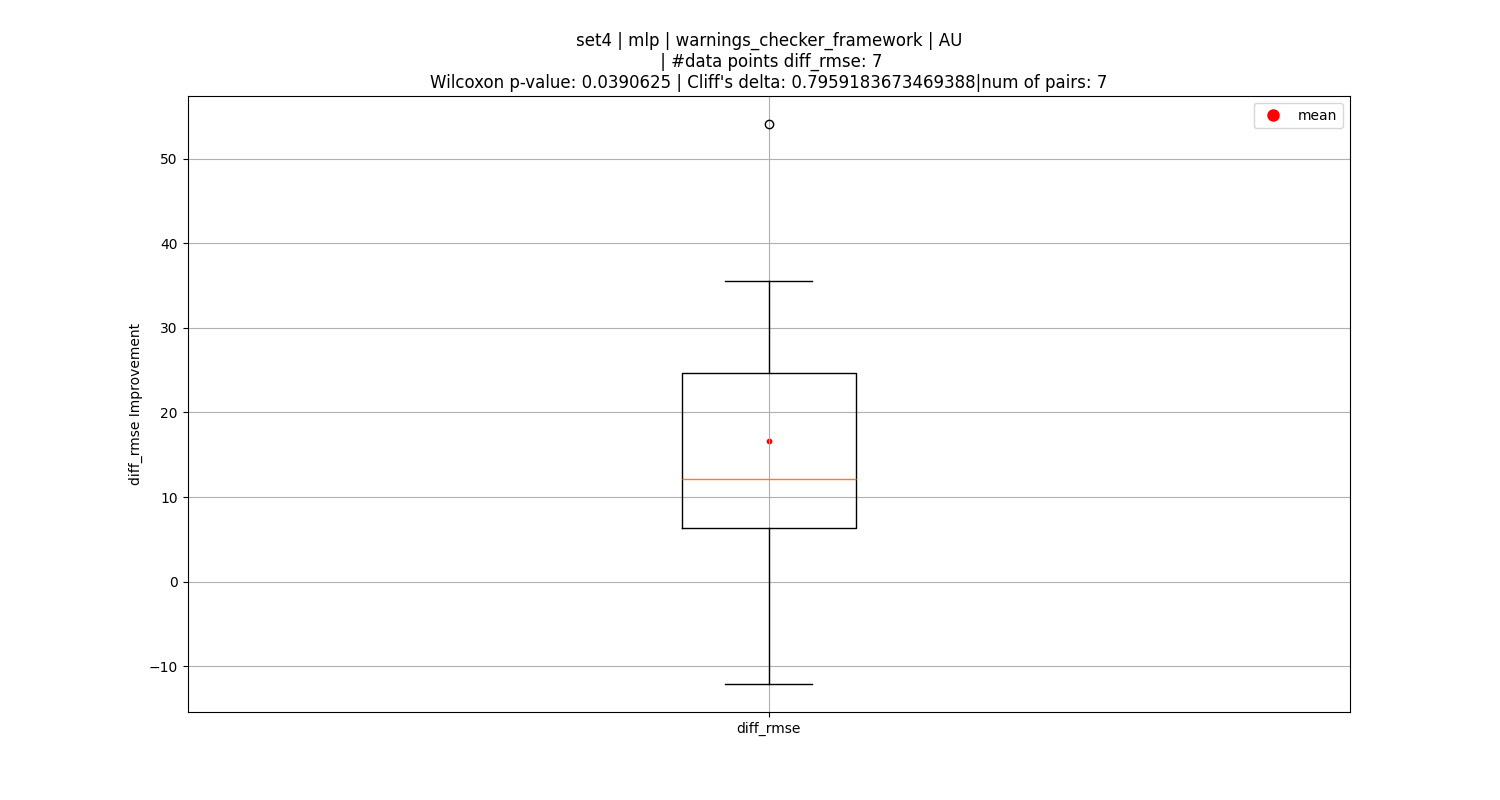 set4 | mlp | warnings_checker_framework | AU
| #data points diff_rmse: 7
Wilcoxon p-value: 0.0390625 | Cliff's delta: 0.7959183673469388|num of pairs: 7
mean
50
40
30
20
10
0
−10
diff_rmse Improvement
diff_rmse